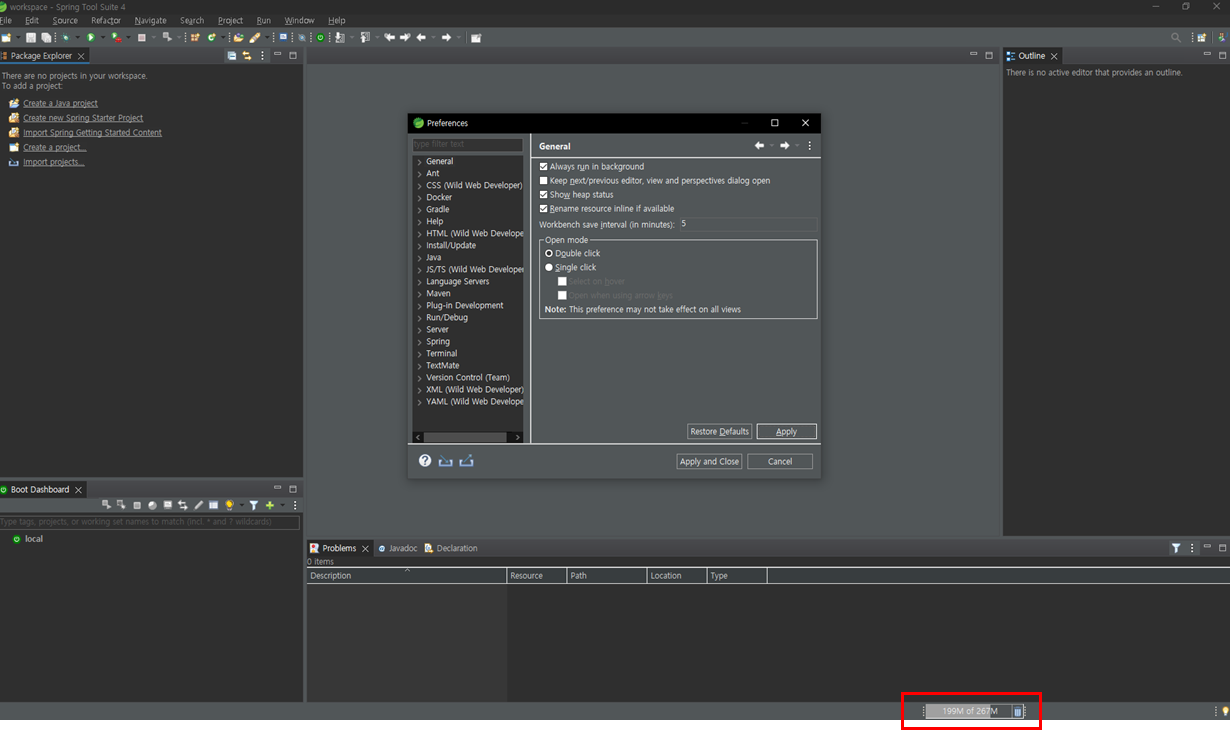 workspace - Spring Tool Suite 4
File Edit Source Refactor Navigate Search Project Run Window Help
Package Explorer
There are no projects in your workspace.
To add a project:
Create a Java project
Create new Spring Starter Project
Import Spring Getting Started Content
Create a project...
Import projects...
Outline
There is no active editor that provides an outline.
Preferences
type filter text
General
Ant
CSS (Wild Web Developer)
Docker
Gradle
Help
HTML (Wild Web Develope
Install/Update
Java
JS/TS (Wild Web Developer
Language Servers
Maven
Plug-in Development
Run/Debug
Server
Spring
Terminal
TextMate
Version Control (Team)
XML (Wild Web Developer)
YAML (Wild Web Develope
General
Always run in background
Keep next/previous editor, view and perspectives dialog open
Show heap status
Rename resource inline if available
Workbench save interval (in minutes): 5
Open mode
Double click
Single click
Select on hover
Open when using arrow keys
Note: This preference may not take effect on all views
Restore Defaults Apply
Apply and Close Cancel
Boot Dashboard
Type tags, projects, or working set names to match (incl. * and ? wildcards)
local
Problems Javadoc Declaration
0 items
Description Resource Path Location Type
199M of 267M